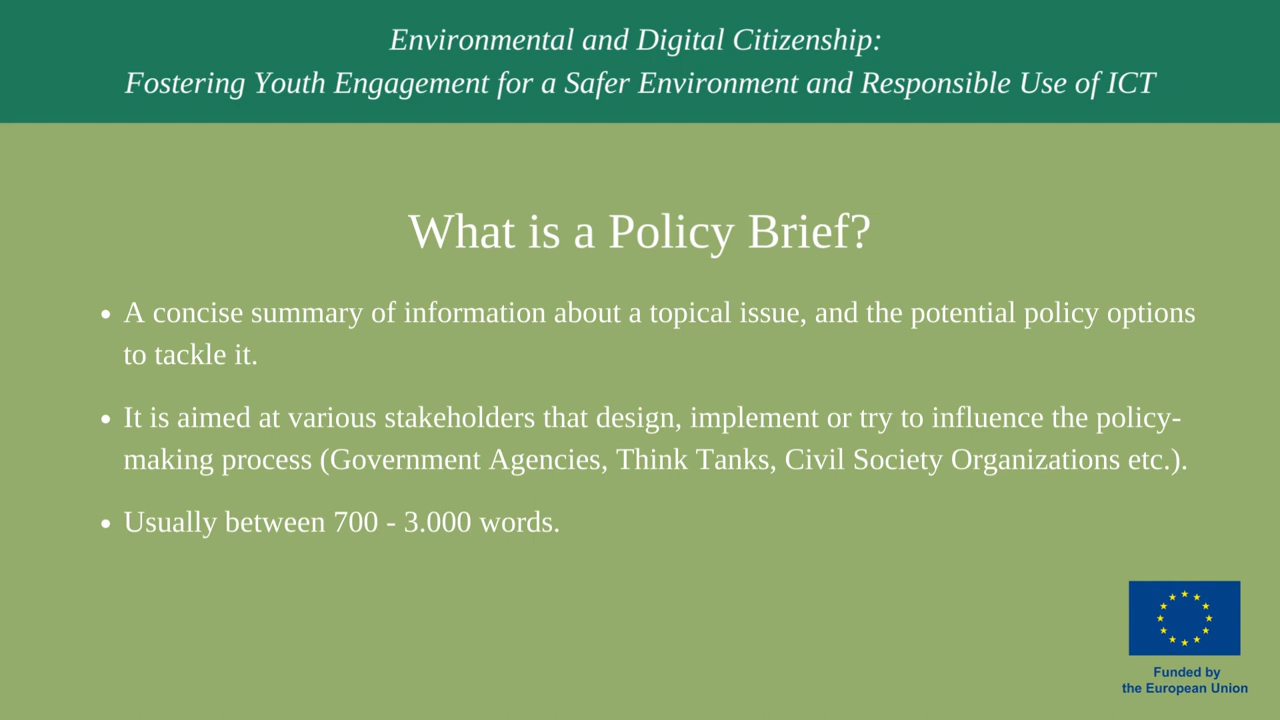 Environmental and Digital Citizenship:
Fostering Youth Engagement for a Safer Environment and Responsible Use of ICT
What is a Policy Brief?
• A concise summary of information about a topical issue, and the potential policy options
to tackle it.
• It is aimed at various stakeholders that design, implement or try to influence the policy-
making process (Government Agencies, Think Tanks, Civil Society Organizations etc.).
• Usually between 700 - 3.000 words.
Funded by
the European Union